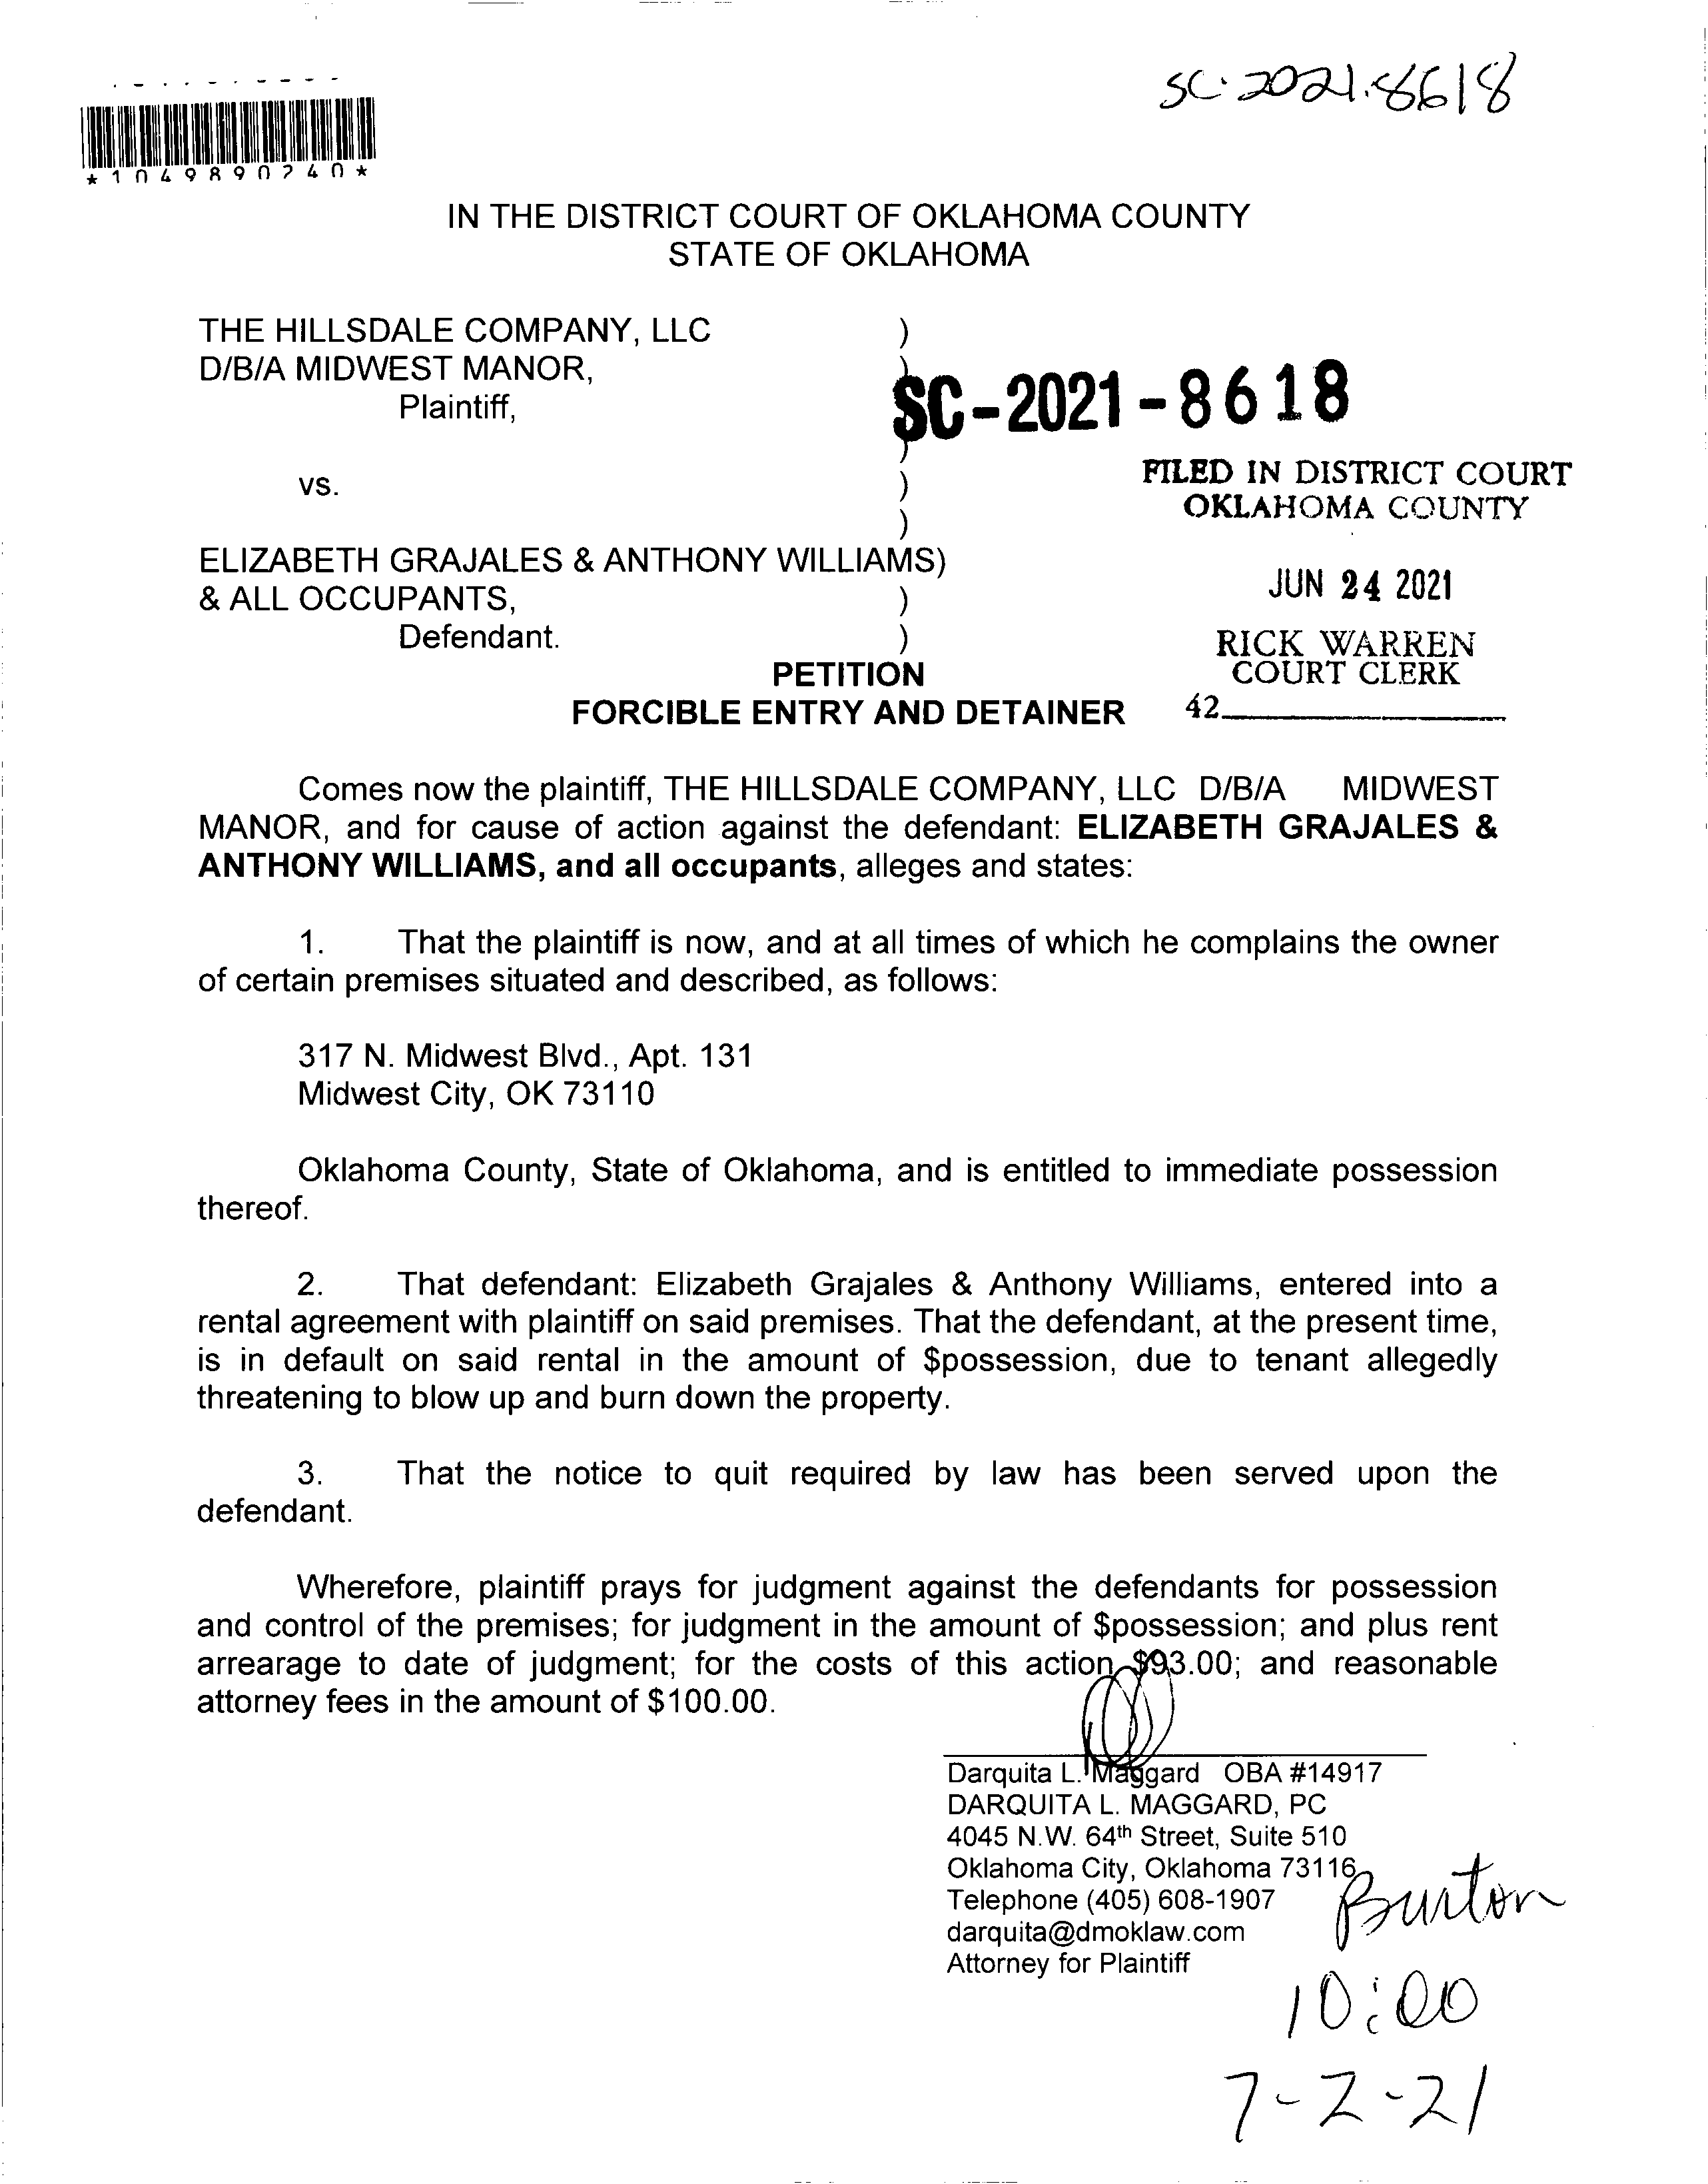 SC-2021-8618
*1049890240*
IN THE DISTRICT COURT OF OKLAHOMA COUNTY
STATE OF OKLAHOMA
THE HILLSDALE COMPANY, LLC )
D/B/A MIDWEST MANOR, )
Plaintiff,
SC-2021-8618
)
vs. )
FILED IN DISTRICT COURT
OKLAHOMA COUNTY
)
ELIZABETH GRAJALES & ANTHONY WILLIAMS)
& ALL OCCUPANTS, )
JUN 24 2021
Defendant. )
RICK WARREN
COURT CLERK
42
PETITION
FORCIBLE ENTRY AND DETAINER
Comes now the plaintiff, THE HILLSDALE COMPANY, LLC D/B/A MIDWEST
MANOR, and for cause of action against the defendant: ELIZABETH GRAJALES &
ANTHONY WILLIAMS, and all occupants, alleges and states:
1. That the plaintiff is now, and at all times of which he complains the owner
of certain premises situated and described, as follows:
317 N. Midwest Blvd., Apt. 131
Midwest City, OK 73110
Oklahoma County, State of Oklahoma, and is entitled to immediate possession
thereof.
2. That defendant: Elizabeth Grajales & Anthony Williams, entered into a
rental agreement with plaintiff on said premises. That the defendant, at the present time,
is in default on said rental in the amount of $possession, due to tenant allegedly
threatening to blow up and burn down the property.
3. That the notice to quit required by law has been served upon the
defendant.
Wherefore, plaintiff prays for judgment against the defendants for possession
and control of the premises; for judgment in the amount of $possession; and plus rent
arrearage to date of judgment; for the costs of this action $93.00; and reasonable
attorney fees in the amount of $100.00.
Darquita L. Maggard OBA #14917
DARQUITA L. MAGGARD, PC
4045 N.W. 64th Street, Suite 510
Oklahoma City, Oklahoma 73116
Telephone (405) 608-1907
darquita@dmoklaw.com
Attorney for Plaintiff
Burton
10:00
7-2-21